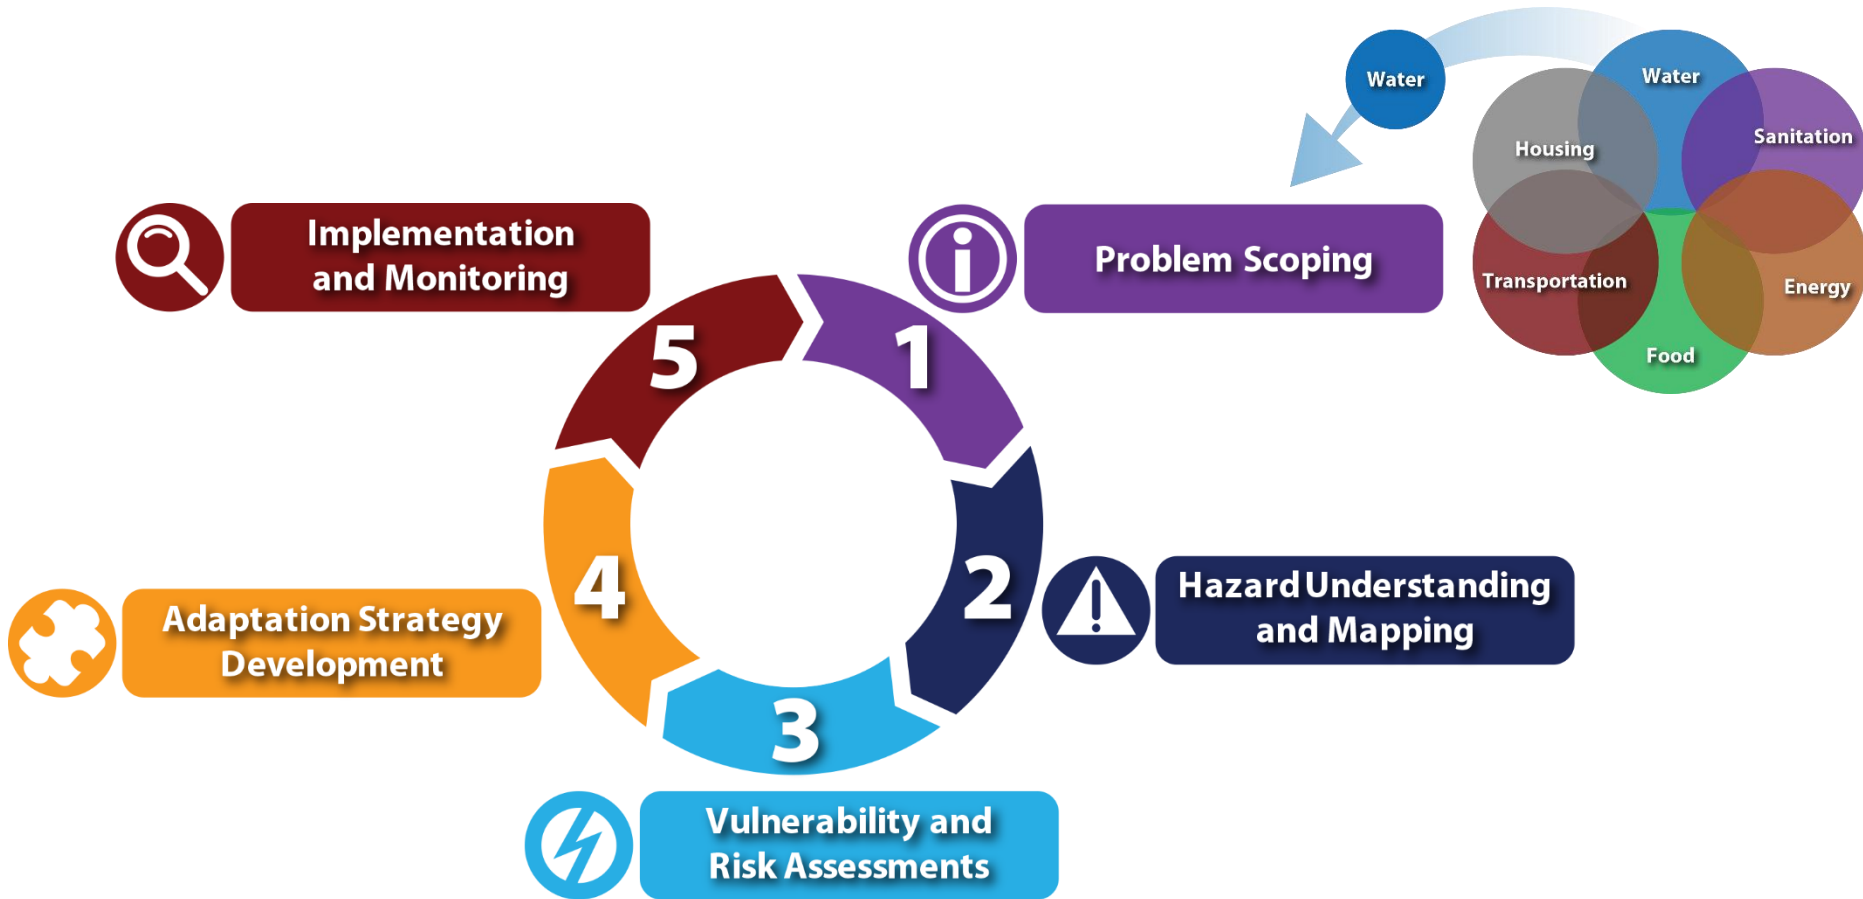 Water
Water
Sanitation
Housing
Transportation
Energy
Food
Implementation
and Monitoring
Problem Scoping
5
1
4
2
3
Hazard Understanding
and Mapping
Adaptation Strategy
Development
Vulnerability and
Risk Assessments